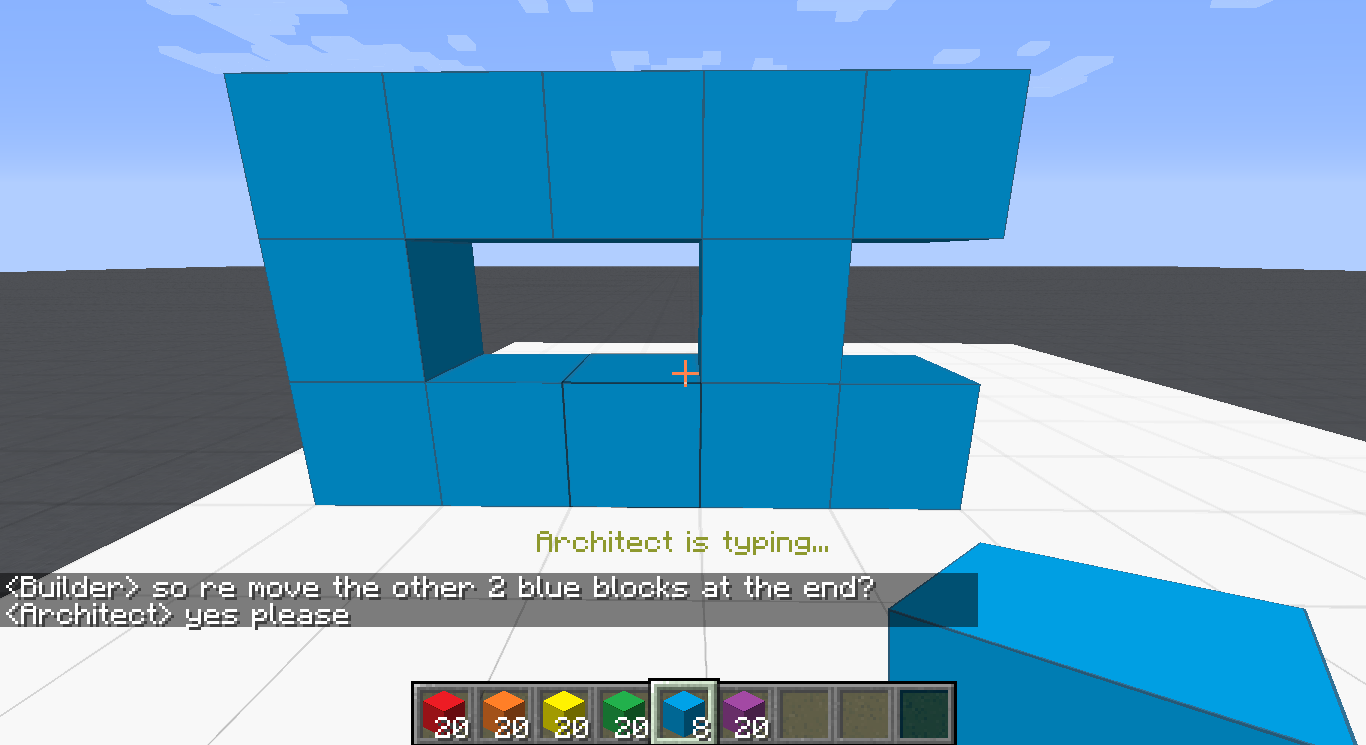 Architect is typing...
<Builder> so re move the other 2 blue blocks at the end?
<Architect> yes please
20 20 20 20 8 20